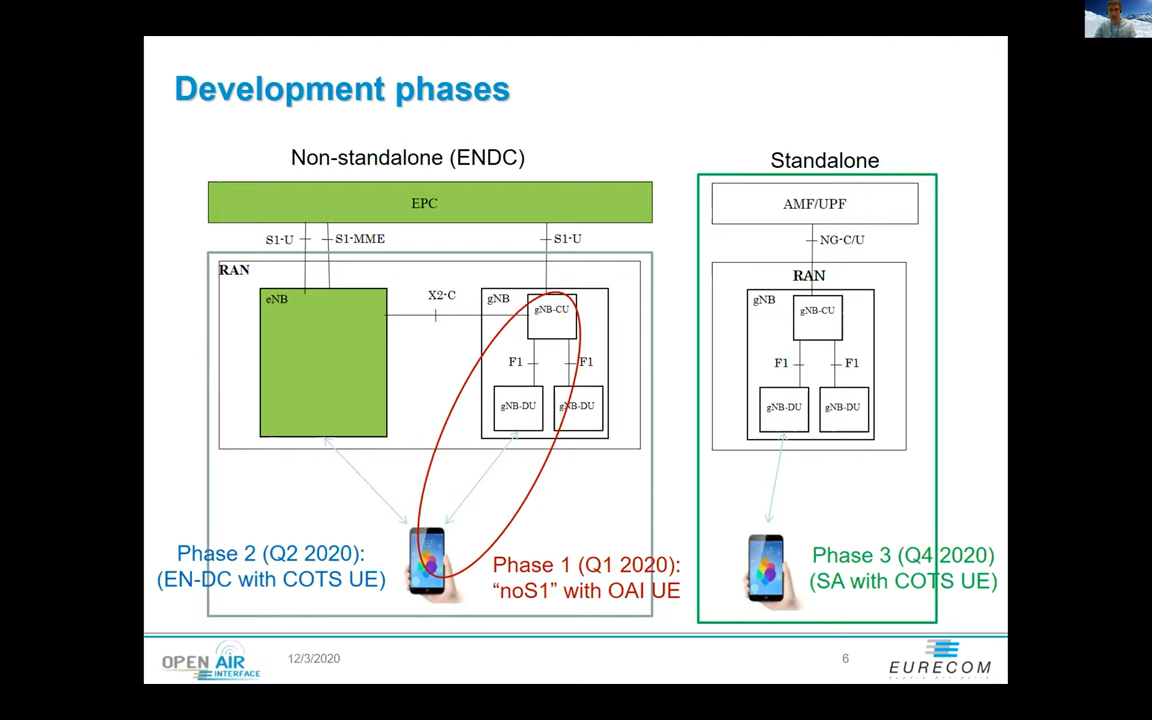 Development phases
Non-standalone (ENDC)
Standalone
EPC
AMF/UPF
S1-U
S1-MME
S1-U
NG-C/U
RAN
RAN
eNB
X2-C
gNB
gNB-CU
gNB
gNB-CU
F1
F1
F1
F1
gNB-DU
gNB-DU
gNB-DU
gNB-DU
Phase 2 (Q2 2020):
(EN-DC with COTS UE)
Phase 1 (Q1 2020):
“noS1” with OAI UE
Phase 3 (Q4 2020)
(SA with COTS UE)
OPEN AIR
INTERFACE
12/3/2020
6
EURECOM